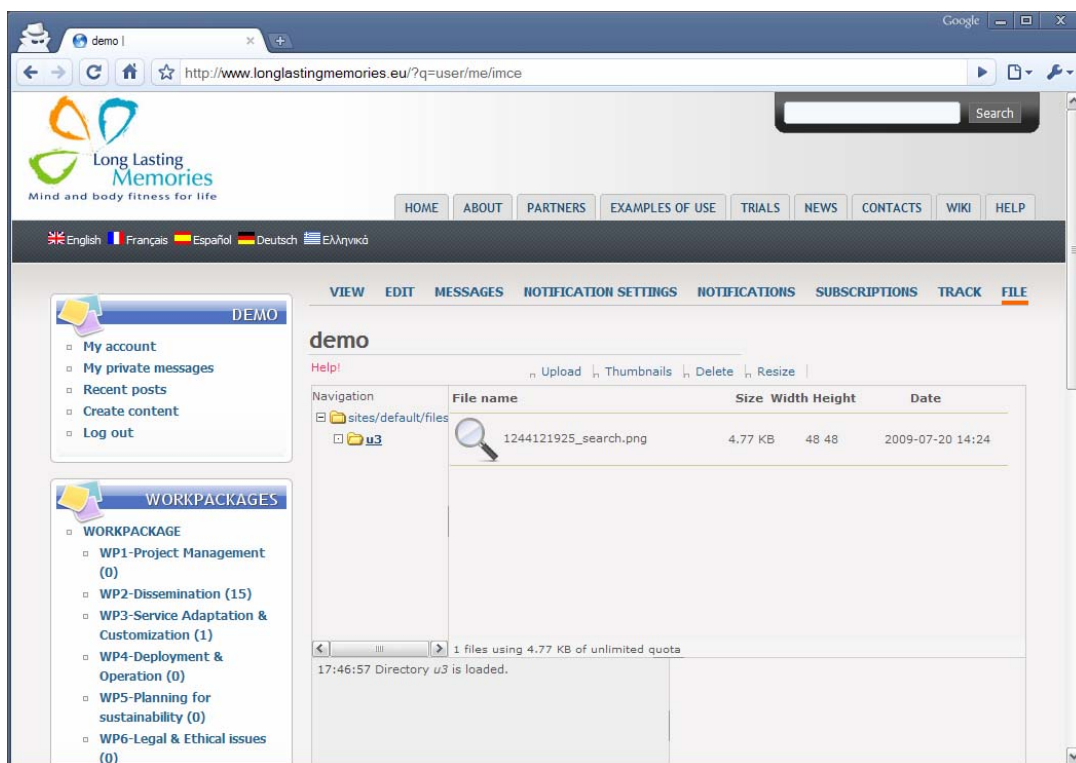 Google
demo |
http://www.longlastingmemories.eu/?q=user/me/imce
Search
Long Lasting
Memories
Mind and body fitness for life
HOME ABOUT PARTNERS EXAMPLES OF USE TRIALS NEWS CONTACTS WIKI HELP
English Français Español Deutsch Ελληνικά
VIEW EDIT MESSAGES NOTIFICATION SETTINGS NOTIFICATIONS SUBSCRIPTIONS TRACK FILE
DEMO
My account
My private messages
Recent posts
Create content
Log out
WORKPACKAGES
WORKPACKAGE
WP1-Project Management
(0)
WP2-Dissemination (15)
WP3-Service Adaptation &
Customization (1)
WP4-Deployment &
Operation (0)
WP5-Planning for
sustainability (0)
WP6-Legal & Ethical issues
(0)
demo
Help!
Upload Thumbnails Delete Resize
Navigation
sites/default/files
u3
File name Size Width Height Date
1244121925_search.png 4.77 KB 48 48 2009-07-20 14:24
1 files using 4.77 KB of unlimited quota
17:46:57 Directory u3 is loaded.